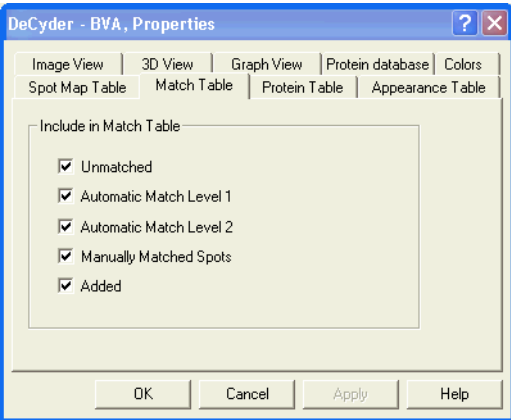 DeCyder - BVA, Properties
Image View 3D View Graph View Protein database Colors
Spot Map Table Match Table Protein Table Appearance Table
Include in Match Table
Unmatched
Automatic Match Level 1
Automatic Match Level 2
Manually Matched Spots
Added
OK Cancel Apply Help